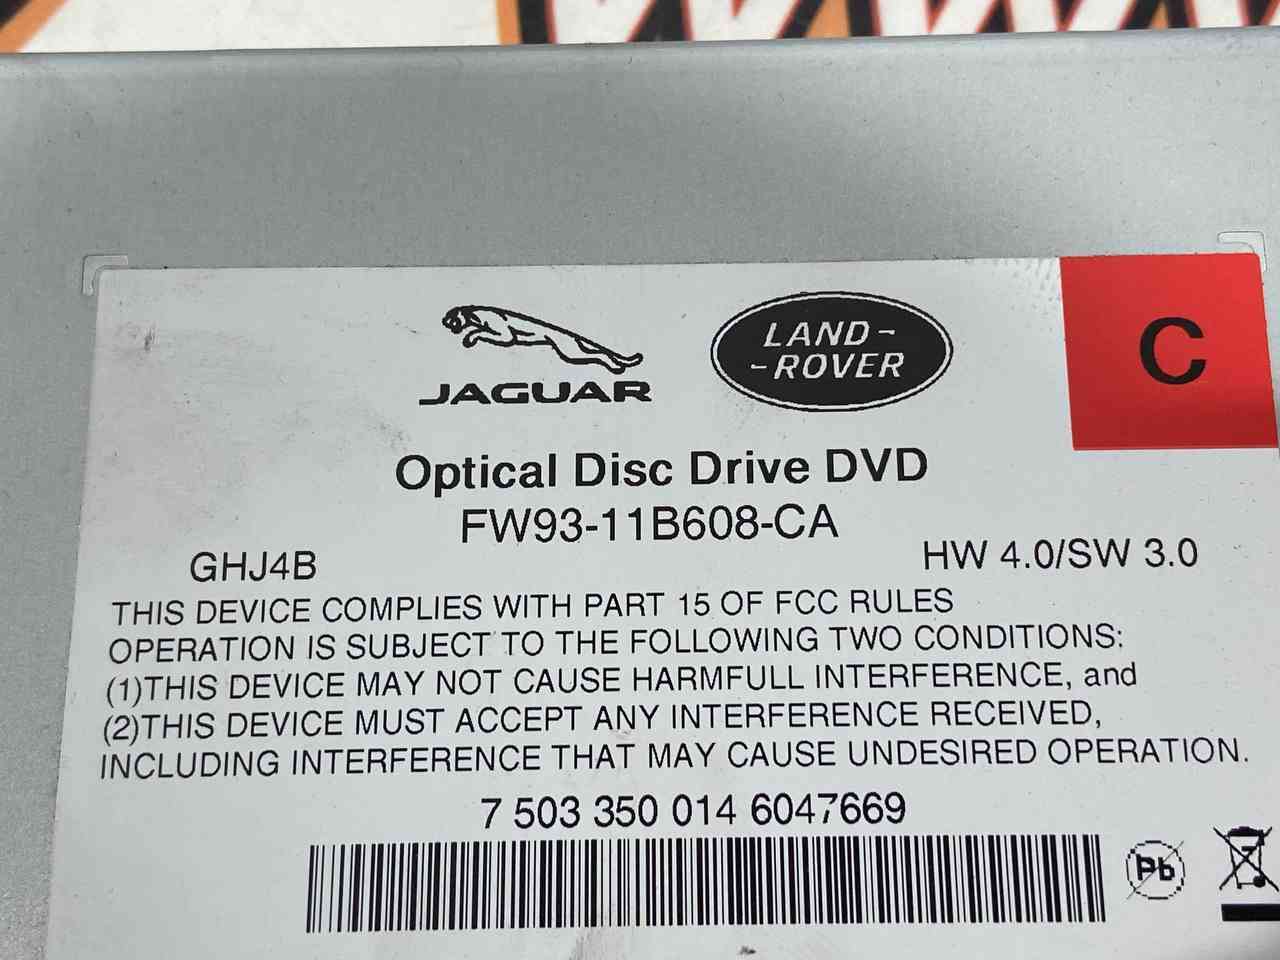 JAGUAR
LAND-
-ROVER
C
Optical Disc Drive DVD
FW93-11B608-CA
GHJ4B
HW 4.0/SW 3.0
THIS DEVICE COMPLIES WITH PART 15 OF FCC RULES
OPERATION IS SUBJECT TO THE FOLLOWING TWO CONDITIONS:
(1)THIS DEVICE MAY NOT CAUSE HARMFULL INTERFERENCE, and
(2)THIS DEVICE MUST ACCEPT ANY INTERFERENCE RECEIVED,
INCLUDING INTERFERENCE THAT MAY CAUSE UNDESIRED OPERATION.
7 503 350 014 6047669
Pb